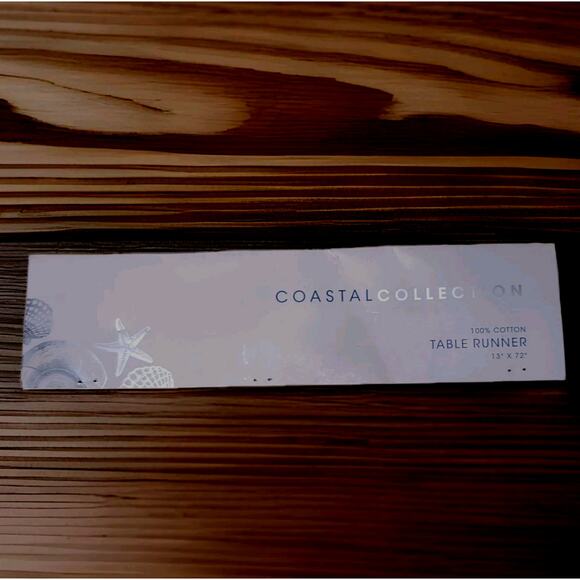 COASTALCOLLECTION
100% COTTON
TABLE RUNNER
13" X 72"